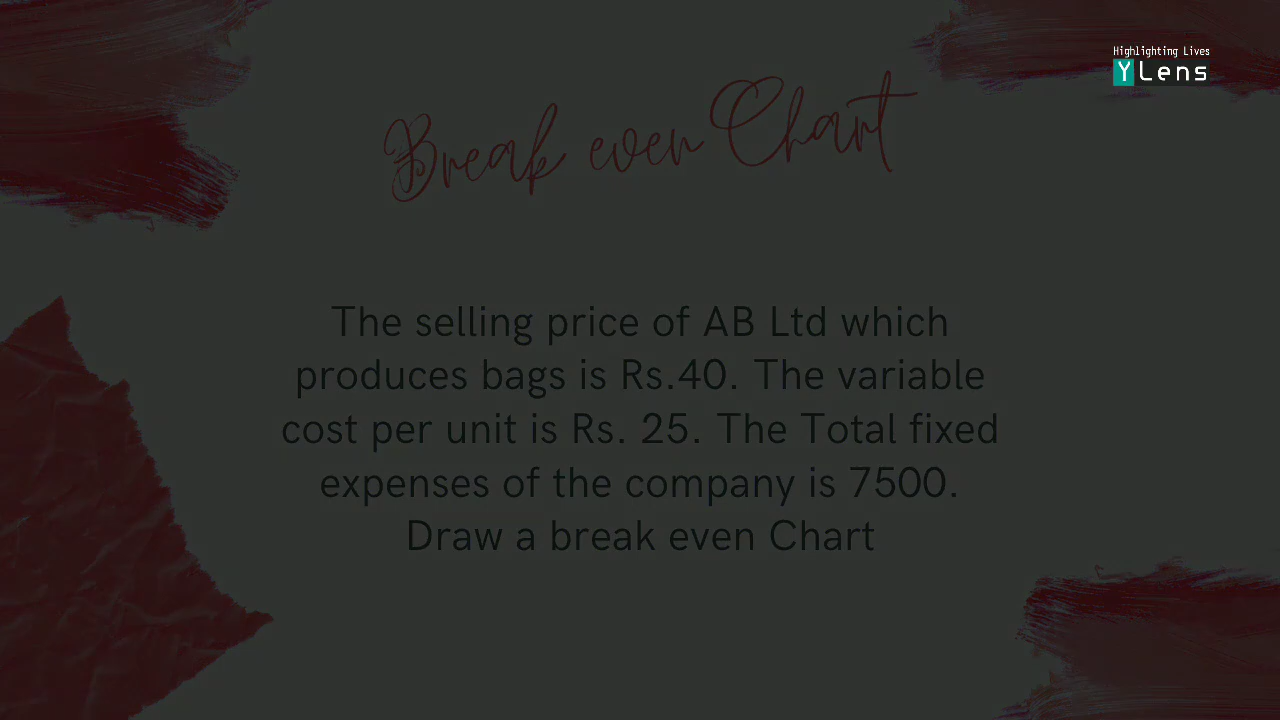 Highlighting Lives
YLens
Break even Chart
The selling price of AB Ltd which
produces bags is Rs.40. The variable
cost per unit is Rs. 25. The Total fixed
expenses of the company is 7500.
Draw a break even Chart